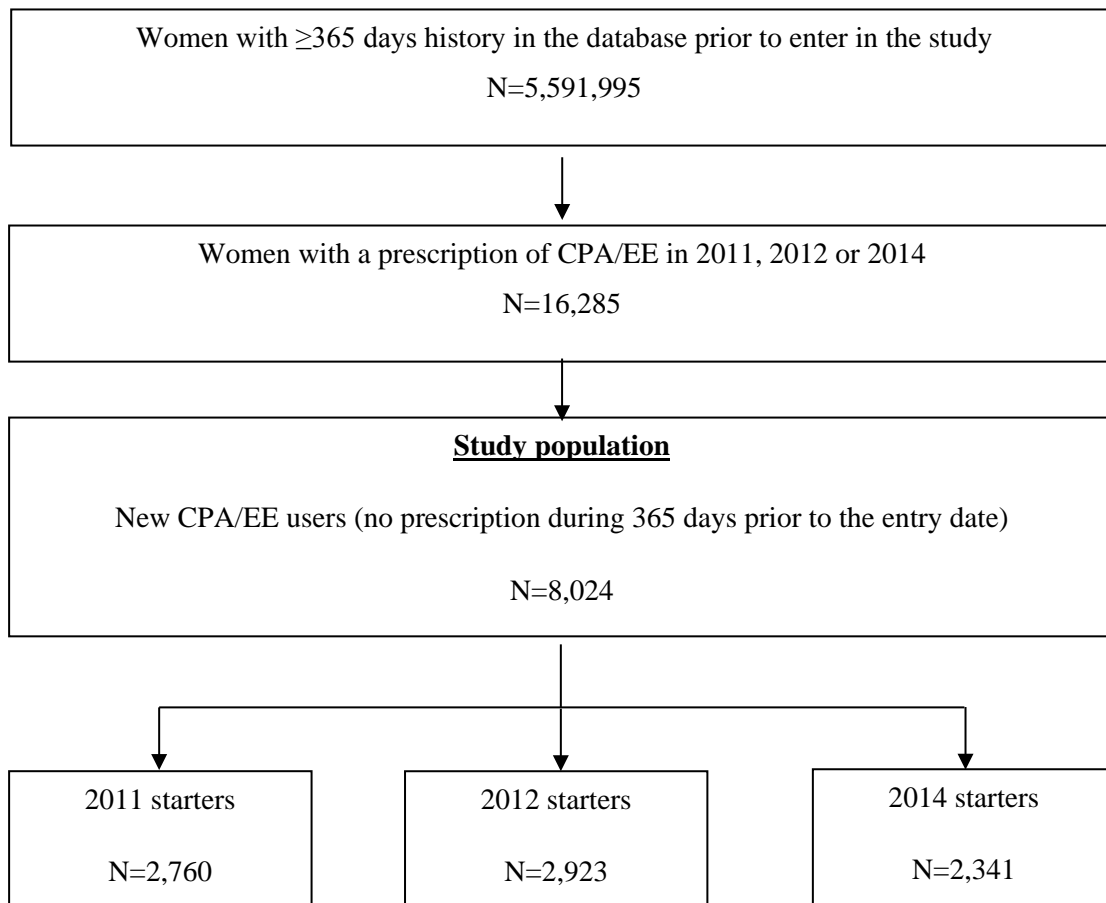 Women with ≥365 days history in the database prior to enter in the study
N=5,591,995
Women with a prescription of CPA/EE in 2011, 2012 or 2014
N=16,285
Study population
New CPA/EE users (no prescription during 365 days prior to the entry date)
N=8,024
2011 starters
N=2,760
2012 starters
N=2,923
2014 starters
N=2,341